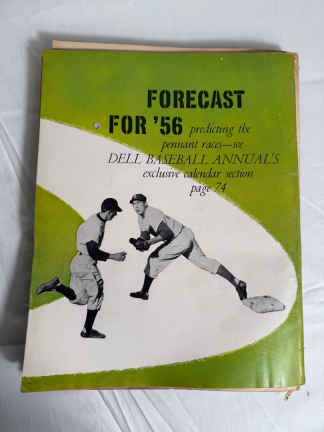 FORECAST
FOR '56 predicting the
pennant races—see
DELL BASEBALL ANNUAL'S
exclusive calendar section
page 74